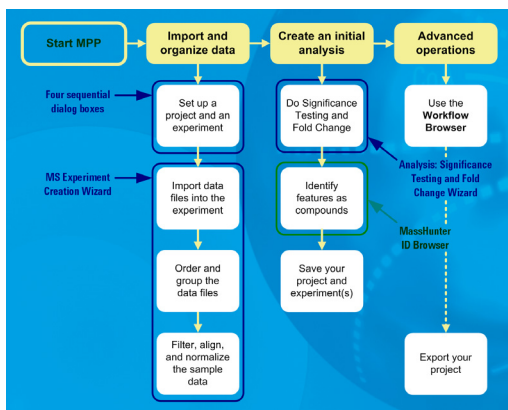 Start MPP
Import and
organize data
Create an initial
analysis
Advanced
operations
Four sequential
dialog boxes
Set up a
project and an
experiment
Do Significance
Testing and
Fold Change
Use the
Workflow
Browser
Analysis: Significance
Testing and Fold
Change Wizard
MS Experiment
Creation Wizard
Import data
files into the
experiment
Identify
features as
compounds
MassHunter
ID Browser
Order and
group the
data files
Save your
project and
experiment(s)
Filter, align,
and normalize
the sample
data
Export your
project